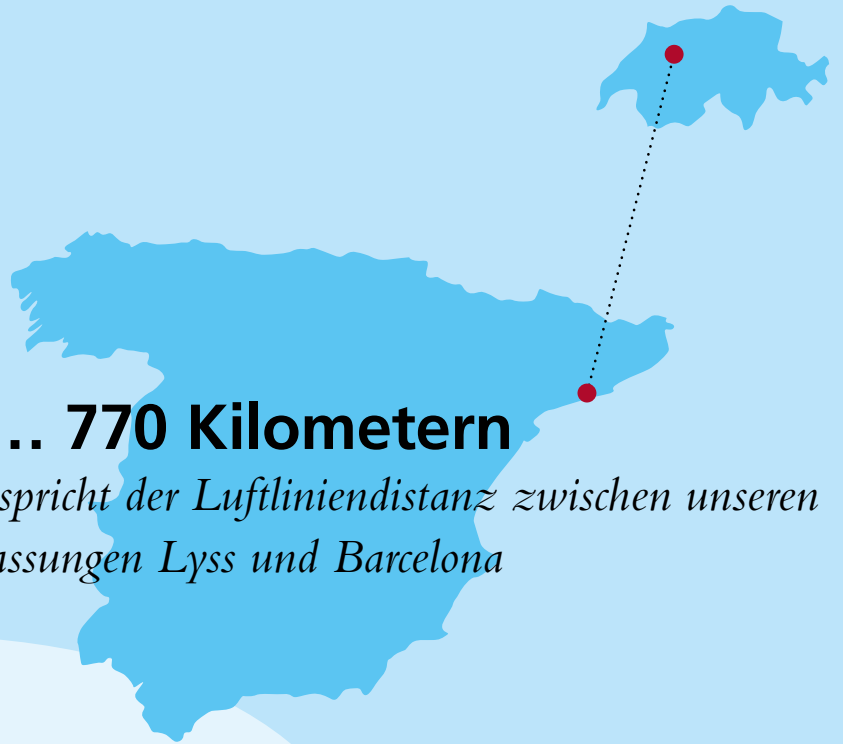 .. 770 Kilometern
spricht der Luftliniendistanz zwischen unseren
assungen Lyss und Barcelona